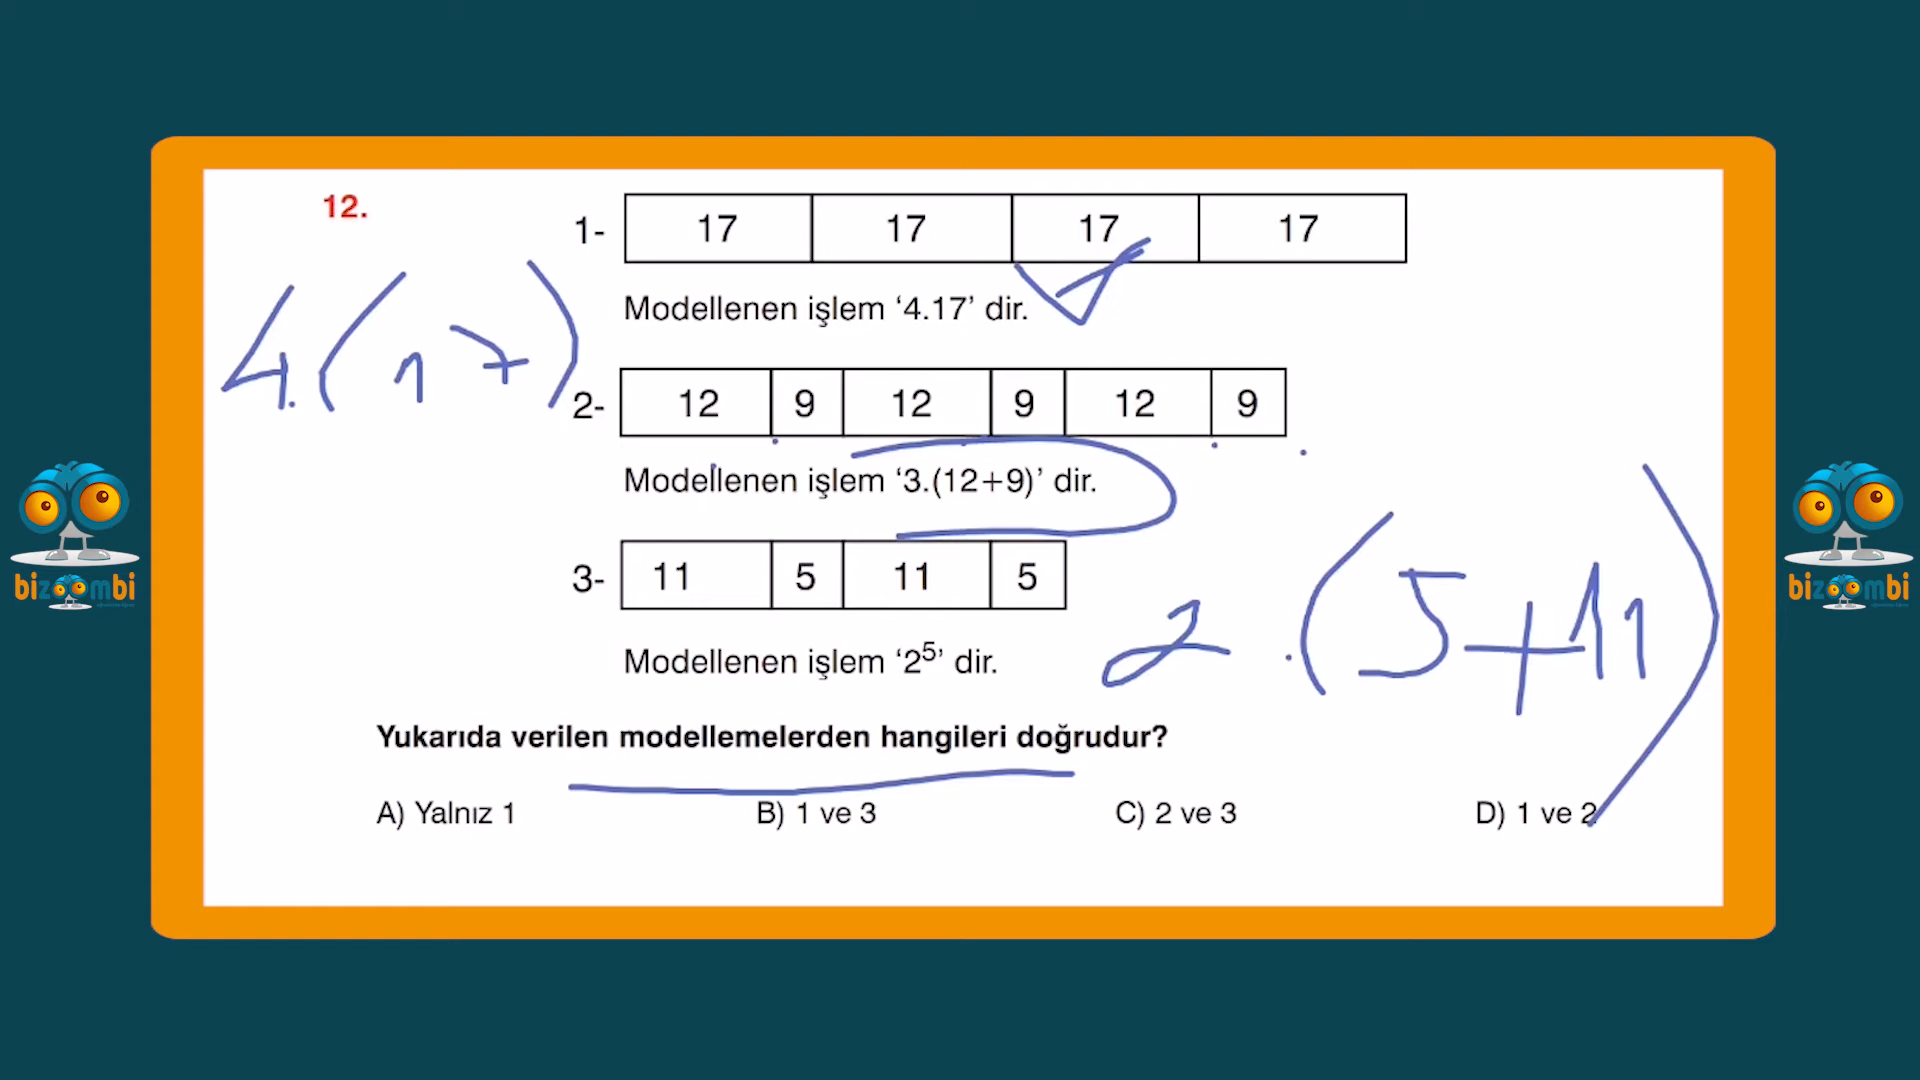 12.
1- 17 17 17 17
Modellenen işlem ‘4.17’ dir.
4.(17)
2- 12 9 12 9 12 9
Modellenen işlem ‘3.(12+9)’ dir.
3- 11 5 11 5
Modellenen işlem ‘2⁵’ dir.
2.(5+11)
Yukarıda verilen modellemelerden hangileri doğrudur?
A) Yalnız 1 B) 1 ve 3 C) 2 ve 3 D) 1 ve 2
bizoombi
bizoombi